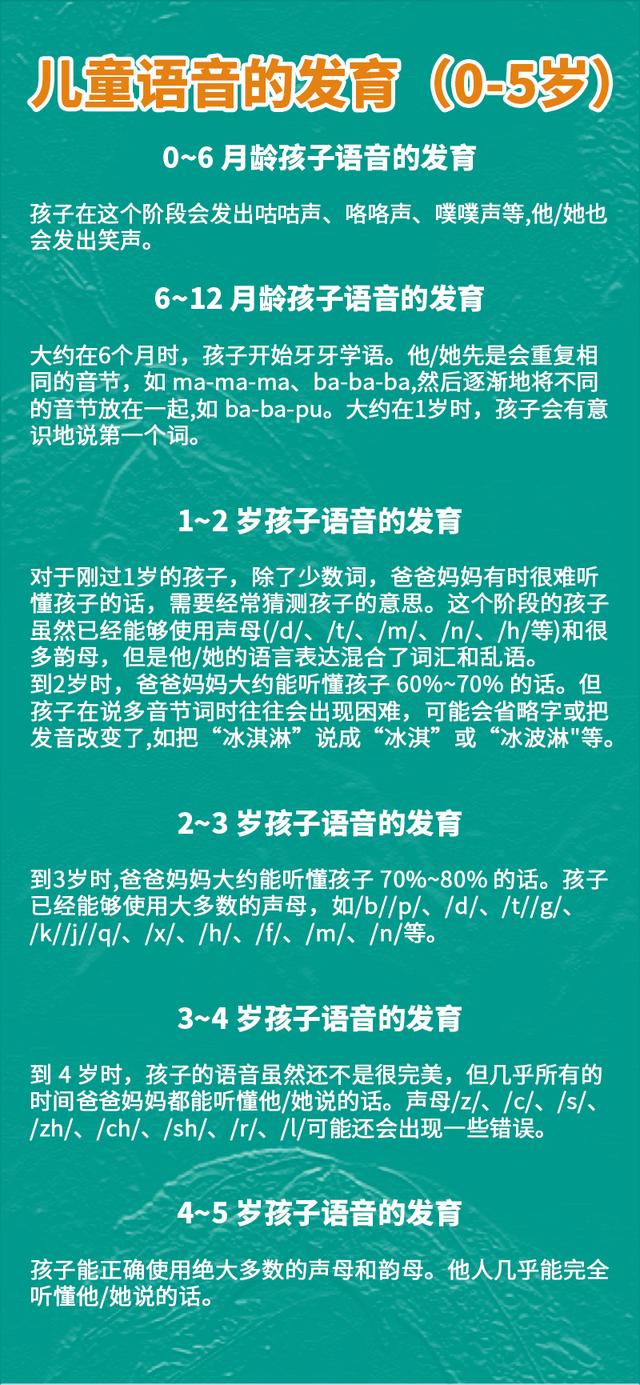 儿童语音的发育（0-5岁）
0~6 月龄孩子语音的发育
孩子在这个阶段会发出咕咕声、咯咯声、噗噗声等,他/她也
会发出笑声。
6~12 月龄孩子语音的发育
大约在6个月时，孩子开始牙牙学语。他/她先是会重复相
同的音节，如 ma-ma-ma、ba-ba-ba,然后逐渐地将不同
的音节放在一起,如 ba-ba-pu。大约在1岁时，孩子会有意
识地说第一个词。
1~2 岁孩子语音的发育
对于刚过1岁的孩子，除了少数词，爸爸妈妈有时很难听
懂孩子的话，需要经常猜测孩子的意思。这个阶段的孩子
虽然已经能够使用声母(/d/、/t/、/m/、/n/、/h/等)和很
多韵母，但是他/她的语言表达混合了词汇和乱语。
到2岁时，爸爸妈妈大约能听懂孩子 60%~70% 的话。但
孩子在说多音节词时往往会出现困难，可能会省略字或把
发音改变了,如把“冰淇淋”说成“冰淇”或“冰波淋"等。
2~3 岁孩子语音的发育
到3岁时,爸爸妈妈大约能听懂孩子 70%~80% 的话。孩子
已经能够使用大多数的声母，如/b//p/、/d/、/t//g/、
/k//j//q/、/x/、/h/、/f/、/m/、/n/等。
3~4 岁孩子语音的发育
到 4 岁时，孩子的语音虽然还不是很完美，但几乎所有的
时间爸爸妈妈都能听懂他/她说的话。声母/z/、/c/、/s/、
/zh/、/ch/、/sh/、/r/、/l/可能还会出现一些错误。
4~5 岁孩子语音的发育
孩子能正确使用绝大多数的声母和韵母。他人几乎能完全
听懂他/她说的话。